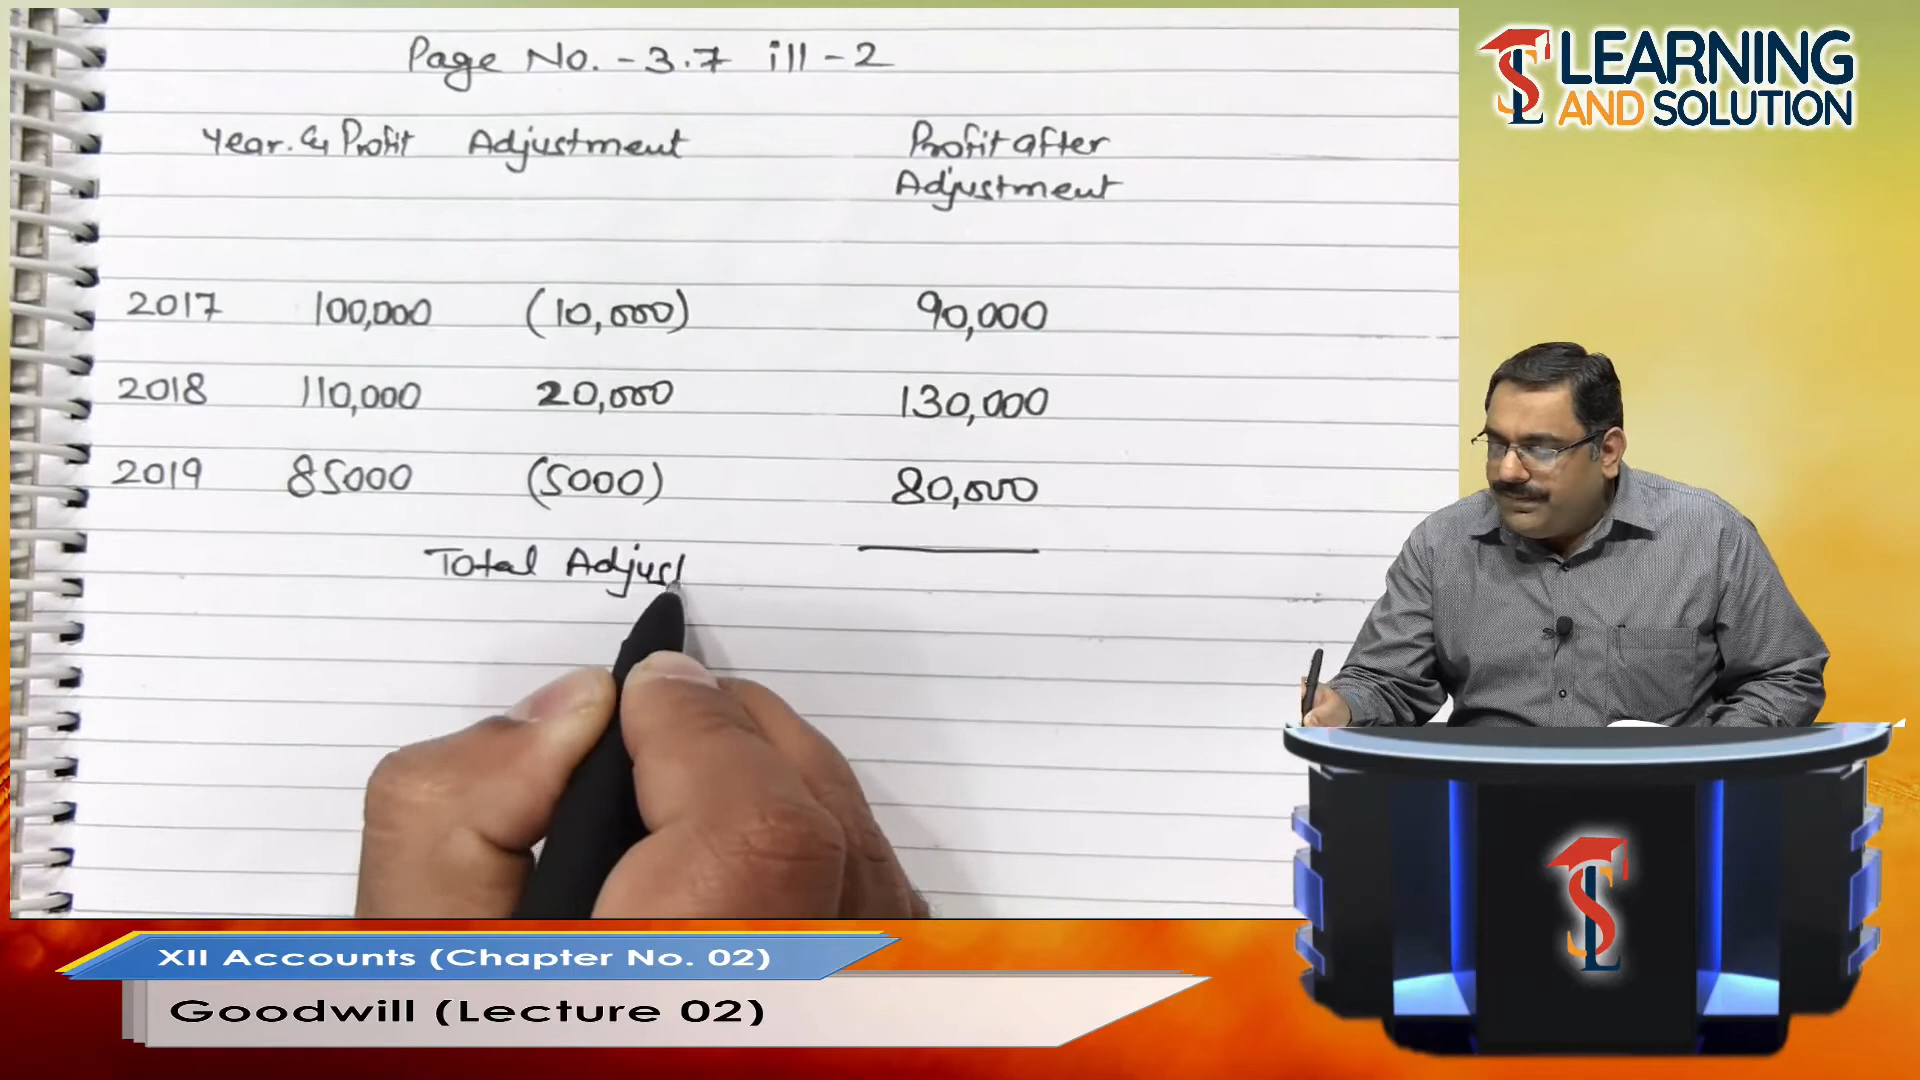 Page No. - 3.7 ill - 2
Year. & Profit Adjustment Profit after
Adjustment
2017 100,000 (10,000) 90,000
2018 110,000 20,000 130,000
2019 85000 (5000) 80,000
Total Adjust
LEARNING
AND SOLUTION
XII Accounts (Chapter No. 02)
Goodwill (Lecture 02)